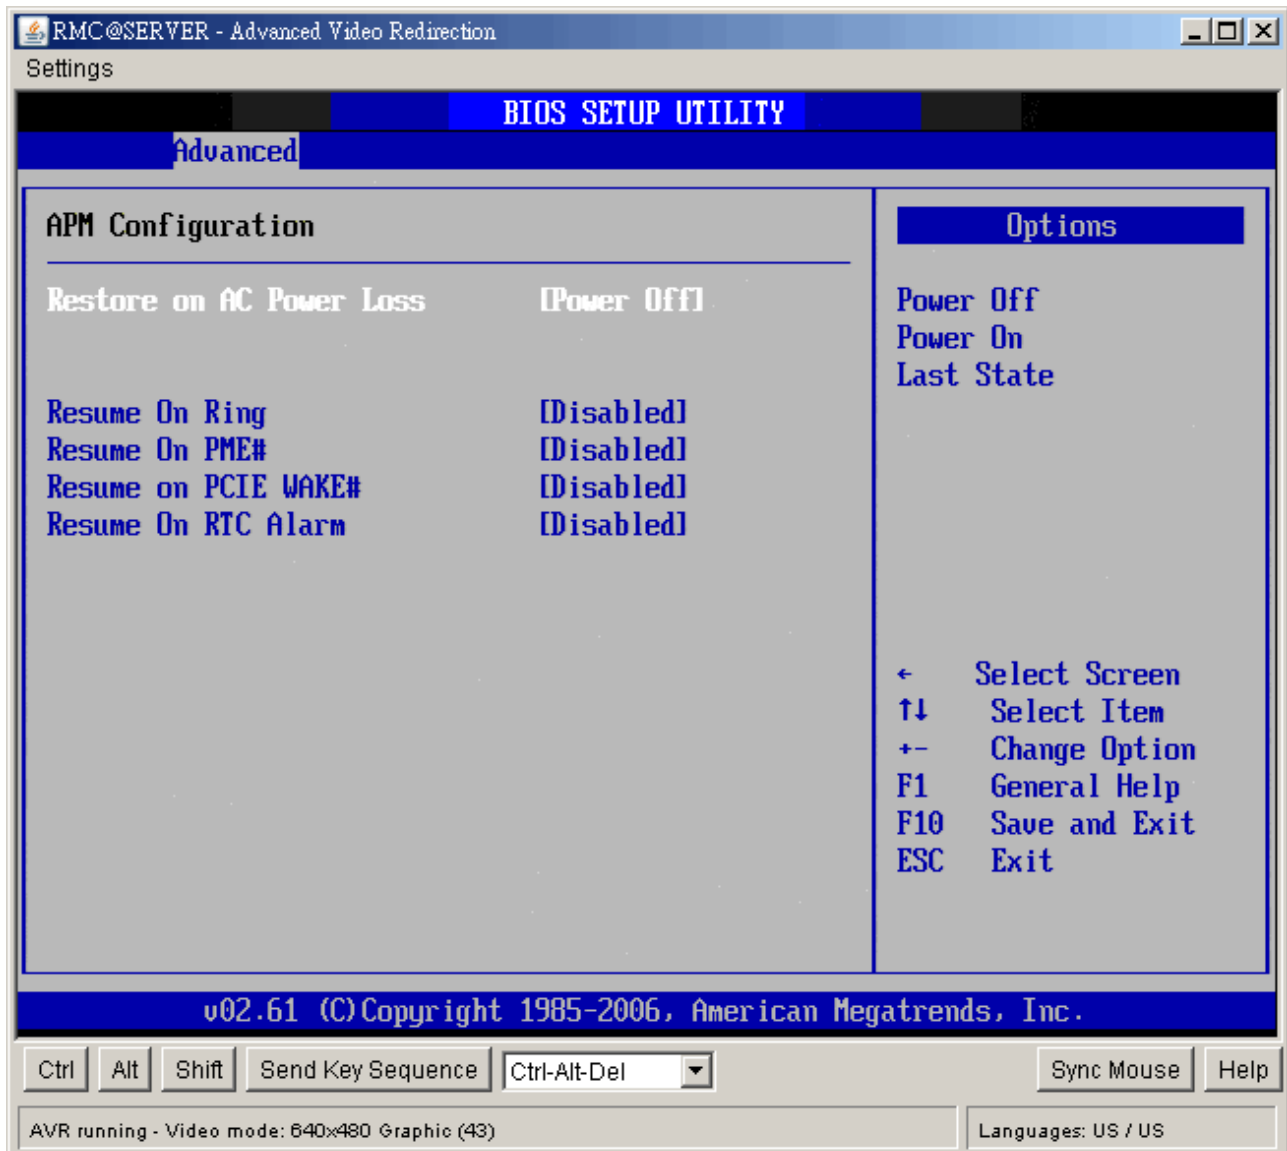 RMC@SERVER - Advanced Video Redirection
Settings
BIOS SETUP UTILITY
Advanced
APM Configuration
Restore on AC Power Loss [Power Off]
Resume On Ring [Disabled]
Resume On PME# [Disabled]
Resume on PCIE WAKE# [Disabled]
Resume On RTC Alarm [Disabled]
Options
Power Off
Power On
Last State
← Select Screen
↑↓ Select Item
+- Change Option
F1 General Help
F10 Save and Exit
ESC Exit
v02.61 (C)Copyright 1985-2006, American Megatrends, Inc.
Ctrl Alt Shift Send Key Sequence Ctrl-Alt-Del Sync Mouse Help
AVR running - Video mode: 640x480 Graphic (43) Languages: US / US